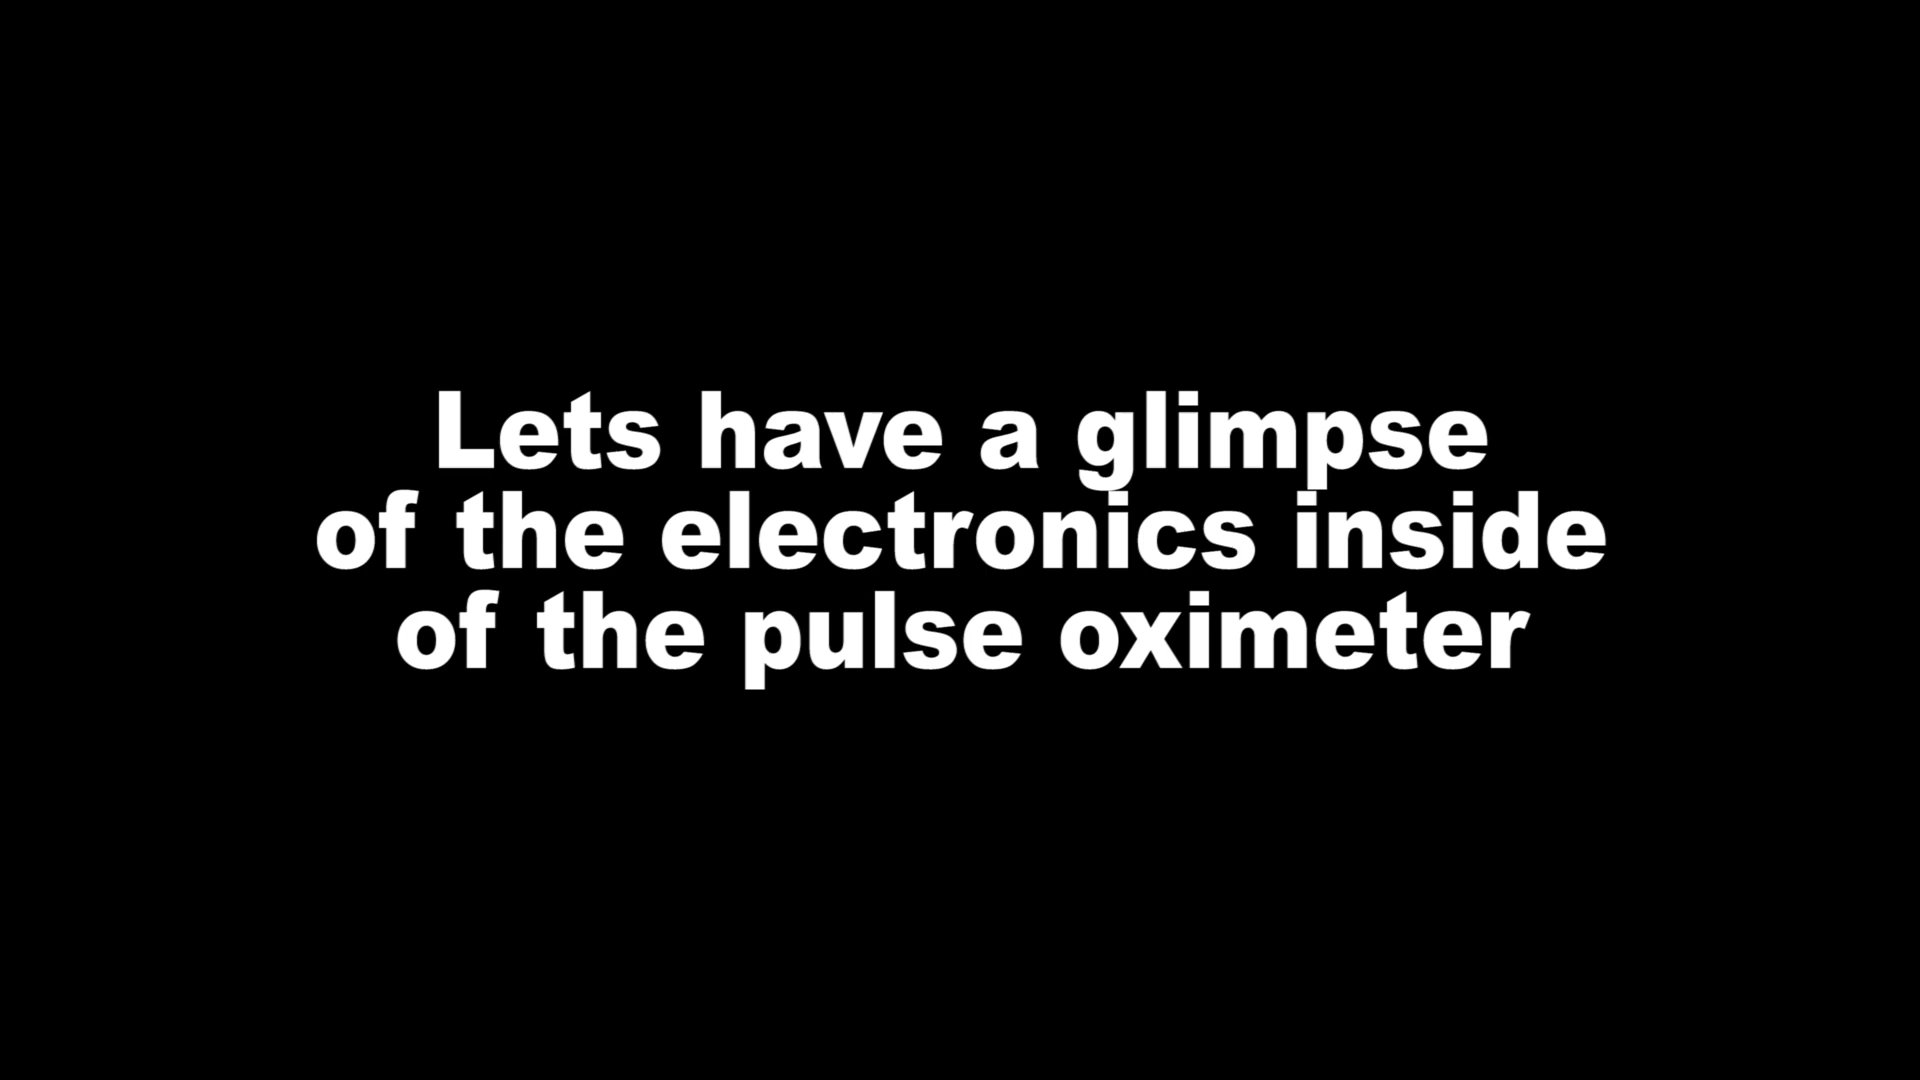 Lets have a glimpse
of the electronics inside
of the pulse oximeter